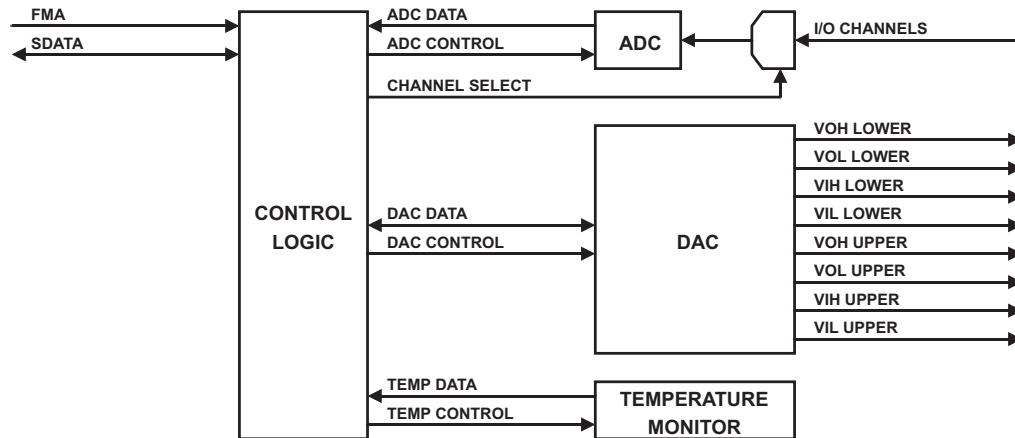 FMA
SDATA
ADC DATA
ADC CONTROL
CHANNEL SELECT
ADC
I/O CHANNELS
CONTROL
LOGIC
DAC DATA
DAC CONTROL
DAC
VOH LOWER
VOL LOWER
VIH LOWER
VIL LOWER
VOH UPPER
VOL UPPER
VIH UPPER
VIL UPPER
TEMP DATA
TEMP CONTROL
TEMPERATURE
MONITOR